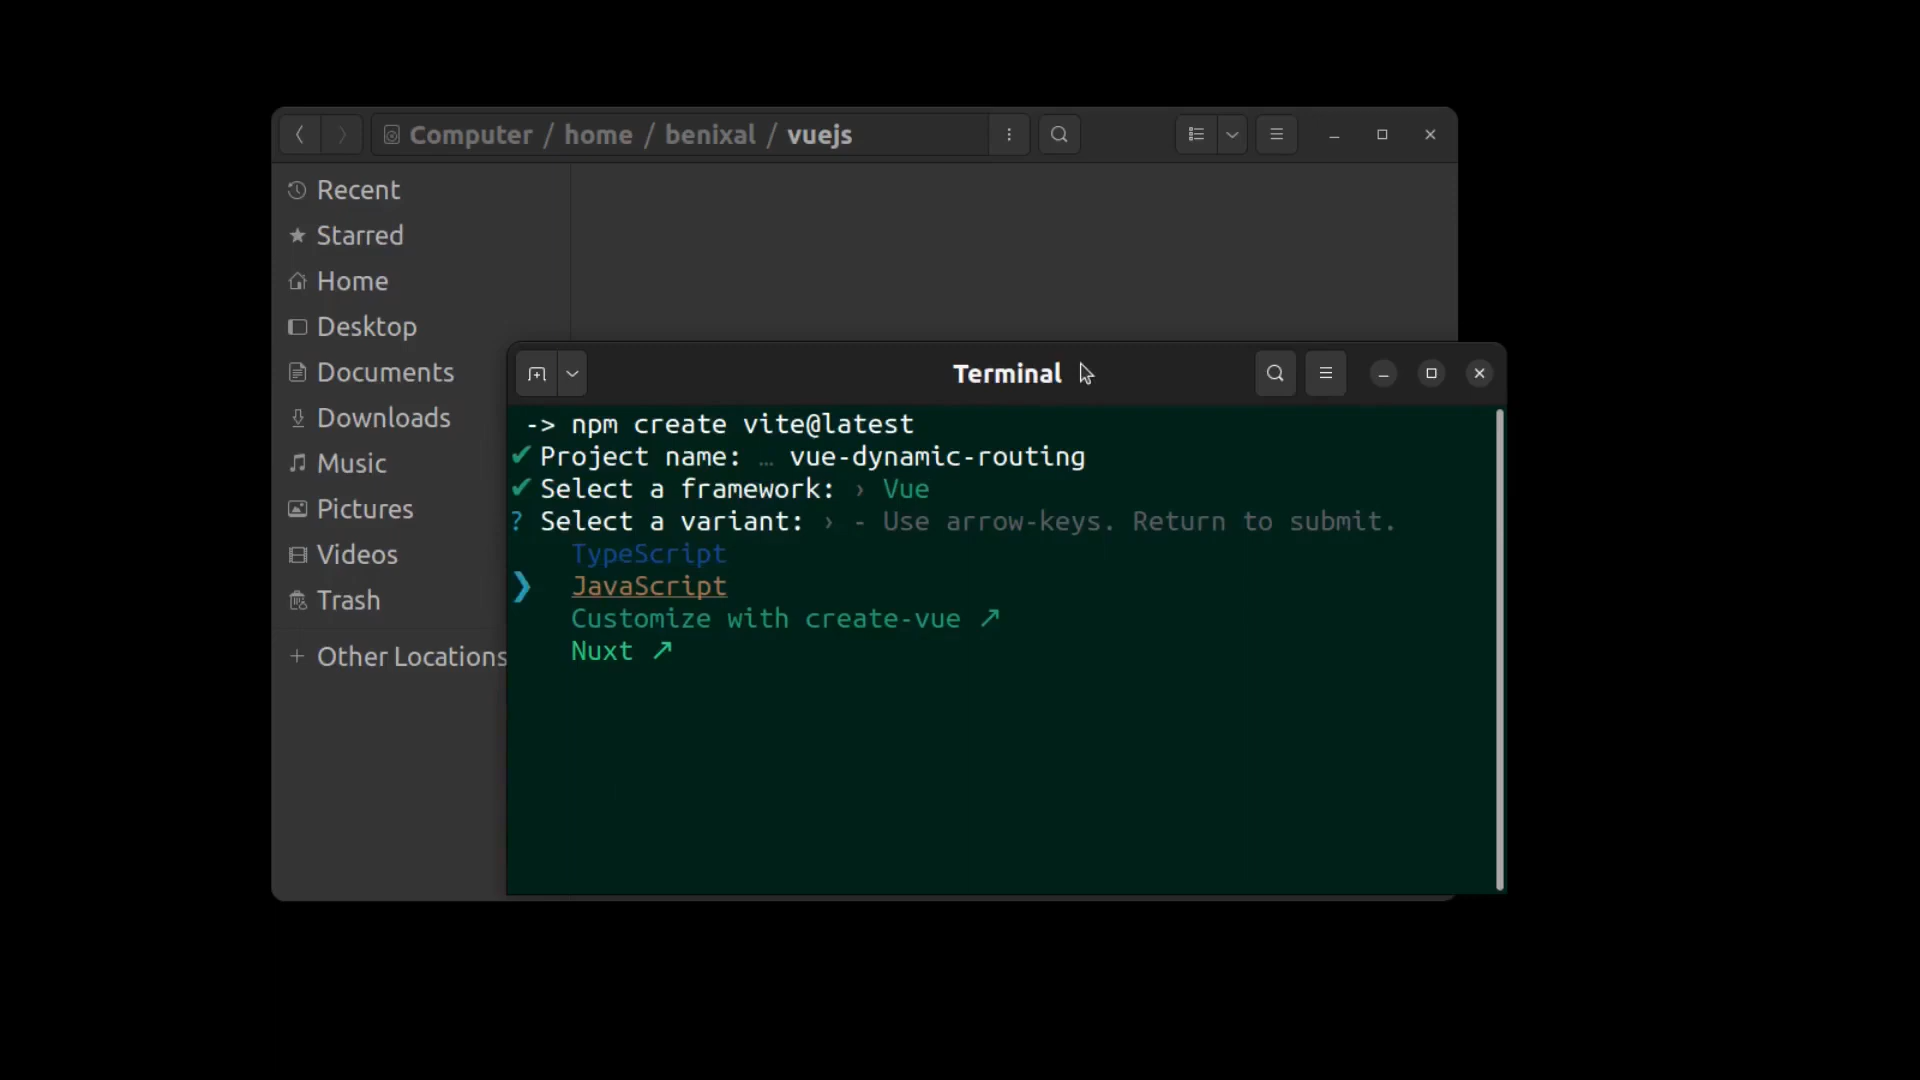 Computer / home / benixal / vuejs
Recent
Starred
Home
Desktop
Documents
Downloads
Music
Pictures
Videos
Trash
+ Other Locations
Terminal
-> npm create vite@latest
✔ Project name: … vue-dynamic-routing
✔ Select a framework: › Vue
? Select a variant: › - Use arrow-keys. Return to submit.
TypeScript
❯ JavaScript
Customize with create-vue ↗
Nuxt ↗